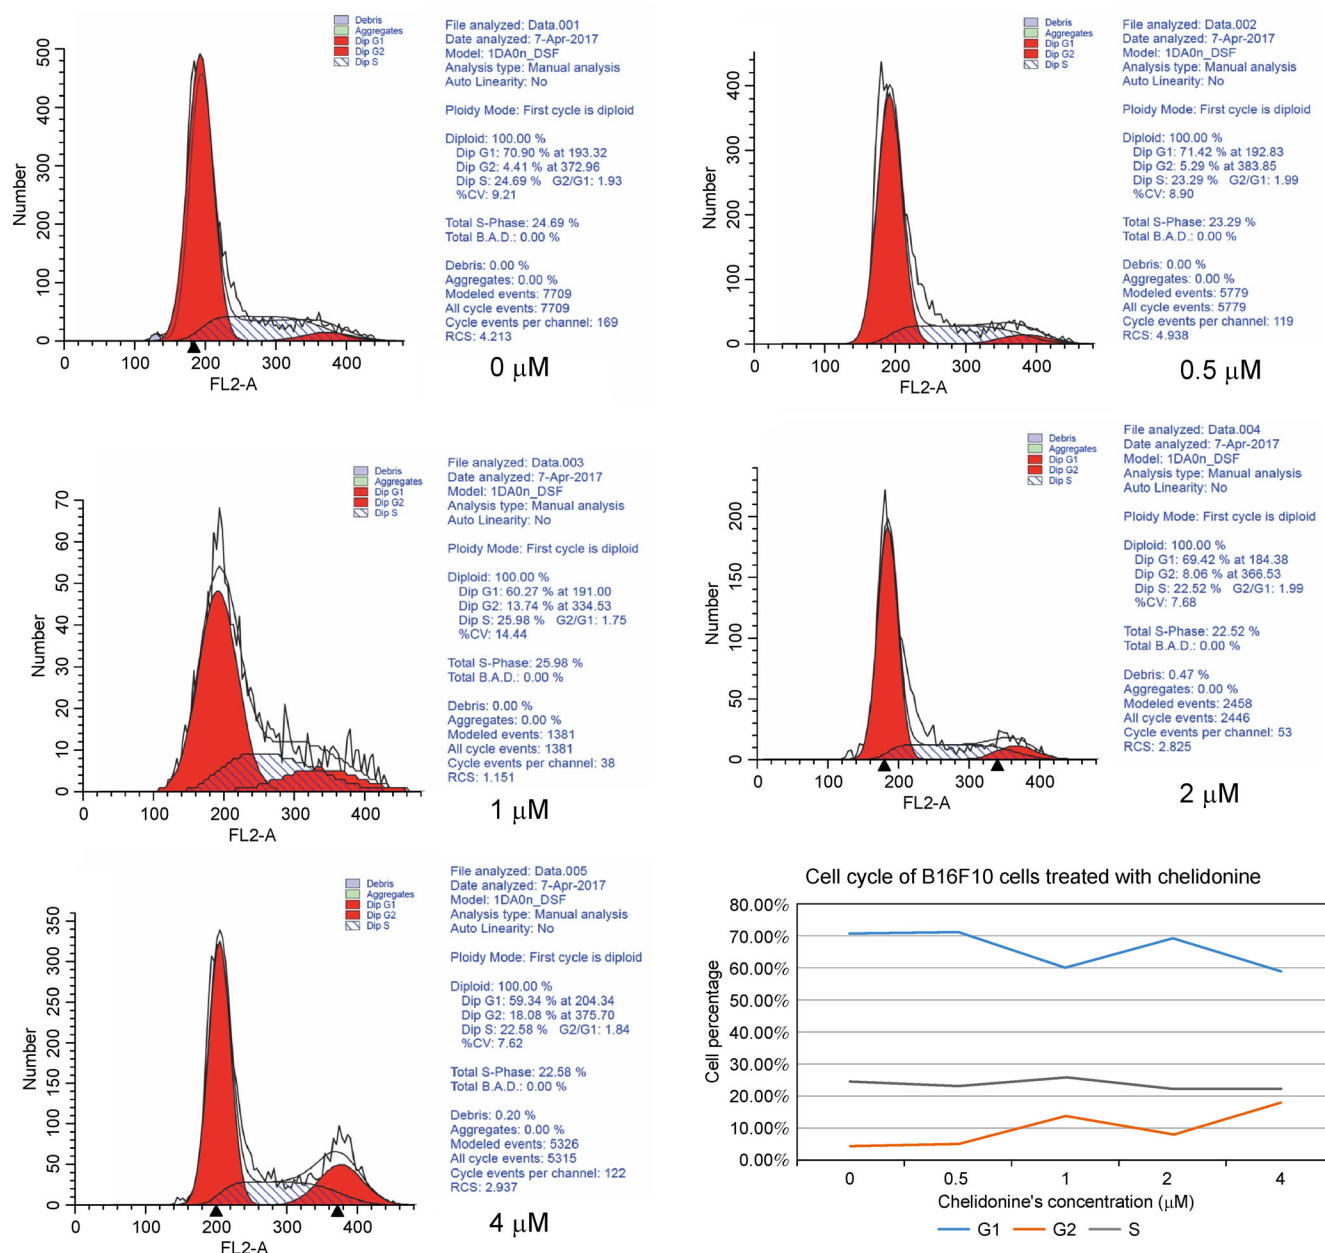 Debris
Aggregates
Dip G1
Dip G2
Dip S
File analyzed: Data.001
Date analyzed: 7-Apr-2017
Model: 1DA0n_DSF
Analysis type: Manual analysis
Auto Linearity: No
Ploidy Mode: First cycle is diploid
Diploid: 100.00 %
Dip G1: 70.90 % at 193.32
Dip G2: 4.41 % at 372.96
Dip S: 24.69 % G2/G1: 1.93
%CV: 9.21
Total S-Phase: 24.69 %
Total B.A.D.: 0.00 %
Debris: 0.00 %
Aggregates: 0.00 %
Modeled events: 7709
All cycle events: 7709
Cycle events per channel: 169
RCS: 4.213
Number
500
400
300
200
100
0
0 100 200 300 400
FL2-A
0 μM
Debris
Aggregates
Dip G1
Dip G2
Dip S
File analyzed: Data.002
Date analyzed: 7-Apr-2017
Model: 1DA0n_DSF
Analysis type: Manual analysis
Auto Linearity: No
Ploidy Mode: First cycle is diploid
Diploid: 100.00 %
Dip G1: 71.42 % at 192.83
Dip G2: 5.29 % at 383.85
Dip S: 23.29 % G2/G1: 1.99
%CV: 8.90
Total S-Phase: 23.29 %
Total B.A.D.: 0.00 %
Debris: 0.00 %
Aggregates: 0.00 %
Modeled events: 5779
All cycle events: 5779
Cycle events per channel: 119
RCS: 4.938
Number
400
300
200
100
0
0 100 200 300 400
FL2-A
0.5 μM
Debris
Aggregates
Dip G1
Dip G2
Dip S
File analyzed: Data.003
Date analyzed: 7-Apr-2017
Model: 1DA0n_DSF
Analysis type: Manual analysis
Auto Linearity: No
Ploidy Mode: First cycle is diploid
Diploid: 100.00 %
Dip G1: 60.27 % at 191.00
Dip G2: 13.74 % at 334.53
Dip S: 25.98 % G2/G1: 1.75
%CV: 14.44
Total S-Phase: 25.98 %
Total B.A.D.: 0.00 %
Debris: 0.00 %
Aggregates: 0.00 %
Modeled events: 1381
All cycle events: 1381
Cycle events per channel: 38
RCS: 1.151
Number
70
60
50
40
30
20
10
0
0 100 200 300 400
FL2-A
1 μM
Debris
Aggregates
Dip G1
Dip G2
Dip S
File analyzed: Data.004
Date analyzed: 7-Apr-2017
Model: 1DA0n_DSF
Analysis type: Manual analysis
Auto Linearity: No
Ploidy Mode: First cycle is diploid
Diploid: 100.00 %
Dip G1: 69.42 % at 184.38
Dip G2: 8.06 % at 366.53
Dip S: 22.52 % G2/G1: 1.99
%CV: 7.68
Total S-Phase: 22.52 %
Total B.A.D.: 0.00 %
Debris: 0.47 %
Aggregates: 0.00 %
Modeled events: 2458
All cycle events: 2446
Cycle events per channel: 53
RCS: 2.825
Number
200
150
100
50
0
0 100 200 300 400
FL2-A
2 μM
Debris
Aggregates
Dip G1
Dip G2
Dip S
File analyzed: Data.005
Date analyzed: 7-Apr-2017
Model: 1DA0n_DSF
Analysis type: Manual analysis
Auto Linearity: No
Ploidy Mode: First cycle is diploid
Diploid: 100.00 %
Dip G1: 59.34 % at 204.34
Dip G2: 18.08 % at 375.70
Dip S: 22.58 % G2/G1: 1.84
%CV: 7.62
Total S-Phase: 22.58 %
Total B.A.D.: 0.00 %
Debris: 0.20 %
Aggregates: 0.00 %
Modeled events: 5326
All cycle events: 5315
Cycle events per channel: 122
RCS: 2.937
Number
350
300
250
200
150
100
50
0
0 100 200 300 400
FL2-A
4 μM
Cell cycle of B16F10 cells treated with chelidonine
Cell percentage
80.00%
70.00%
60.00%
50.00%
40.00%
30.00%
20.00%
10.00%
0.00%
0 0.5 1 2 4
Chelidonine's concentration (μM)
G1 G2 S